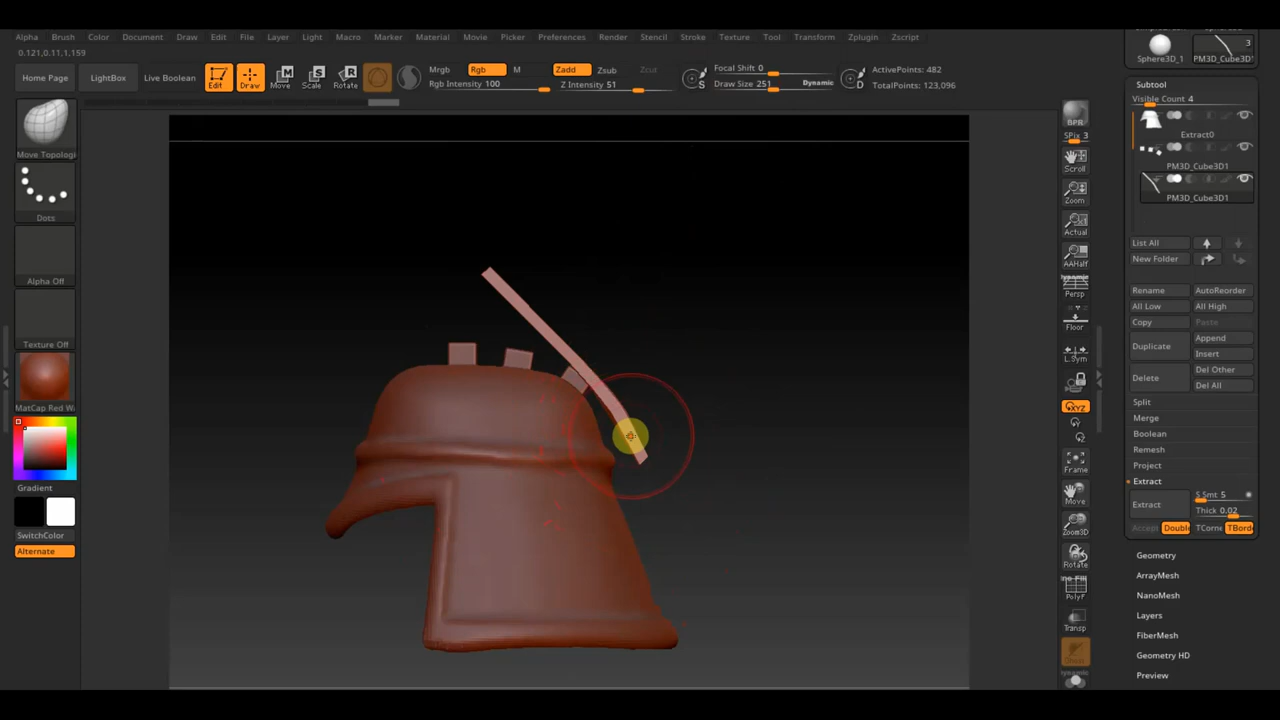 Alpha Brush Color Document Draw Edit File Layer Light Macro Marker Material Movie Picker Preferences Render Stencil Stroke Texture Tool Transform Zplugin Zscript
0.121,0.11,1.159
Home Page LightBox Live Boolean Edit Draw Move Scale Rotate
Mrgb Rgb M Zadd Zsub Zcut
Rgb Intensity 100 Z Intensity 51
Focal Shift 0
Draw Size 251 Dynamic
ActivePoints: 482
TotalPoints: 123,096
S
D
Move Topologi
Dots
Alpha Off
Texture Off
MatCap Red W
Gradient
SwitchColor
Alternate
BPR
SPix 3
Scroll
Zoom
Actual
AAHalf
Persp
Floor
L.Sym
XYZ
Frame
Move
Zoom3D
Rotate
PolyF
Transp
3
Sphere3D_1 PM3D_Cube3D1
Subtool
Visible Count 4
Extract0
PM3D_Cube3D1
PM3D_Cube3D1
List All
New Folder
Rename AutoReorder
All Low All High
Copy Paste
Duplicate Append
Insert
Delete Del Other
Del All
Split
Merge
Boolean
Remesh
Project
Extract
Extract S Smt 5
Thick 0.02
Accept Double TCorne TBorde
Geometry
ArrayMesh
NanoMesh
Layers
FiberMesh
Geometry HD
Preview